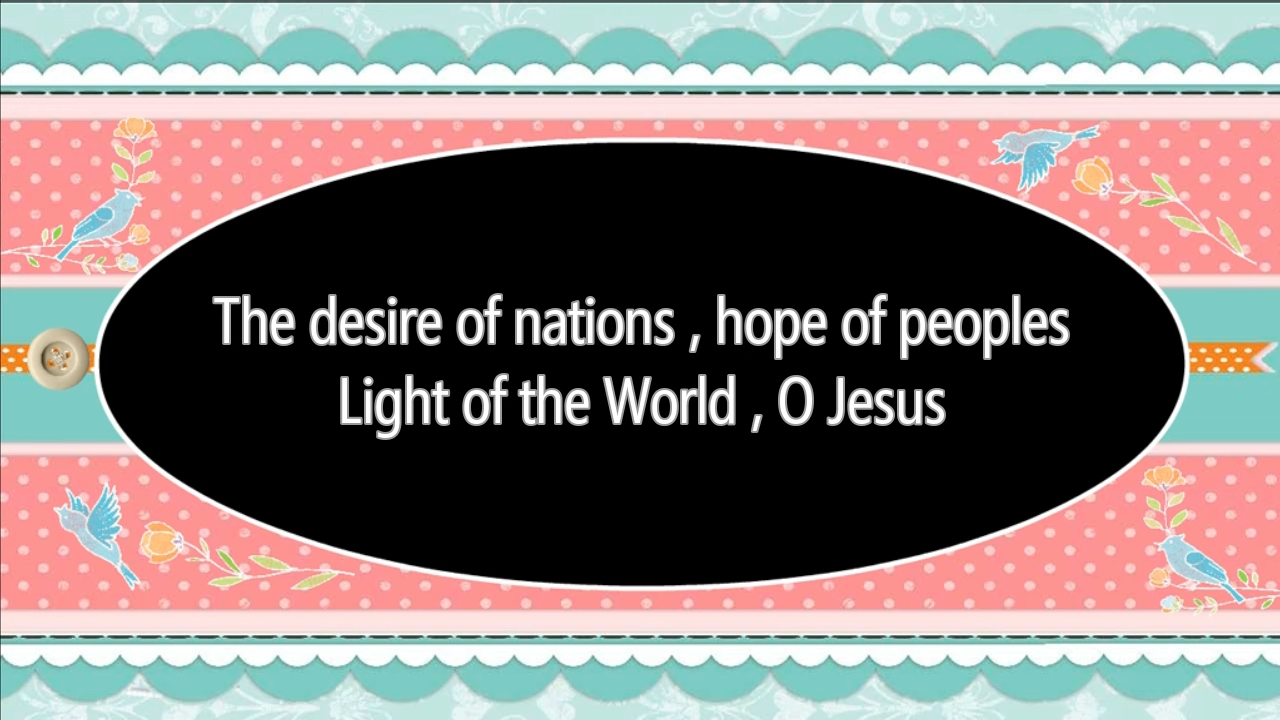 The desire of nations , hope of peoples
Light of the World , O Jesus